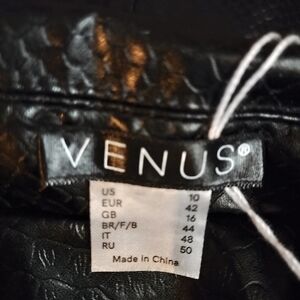 VENUS®
US 10
EUR 42
GB 16
BR/F/B 44
IT 48
RU 50
Made in China